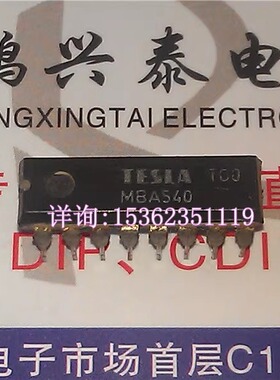 鸿兴泰电
NGXINGTAI ELECTRO
TESLA TC0
MBA540
详询:15362351119
DIP、CDI
电子市场首层C1